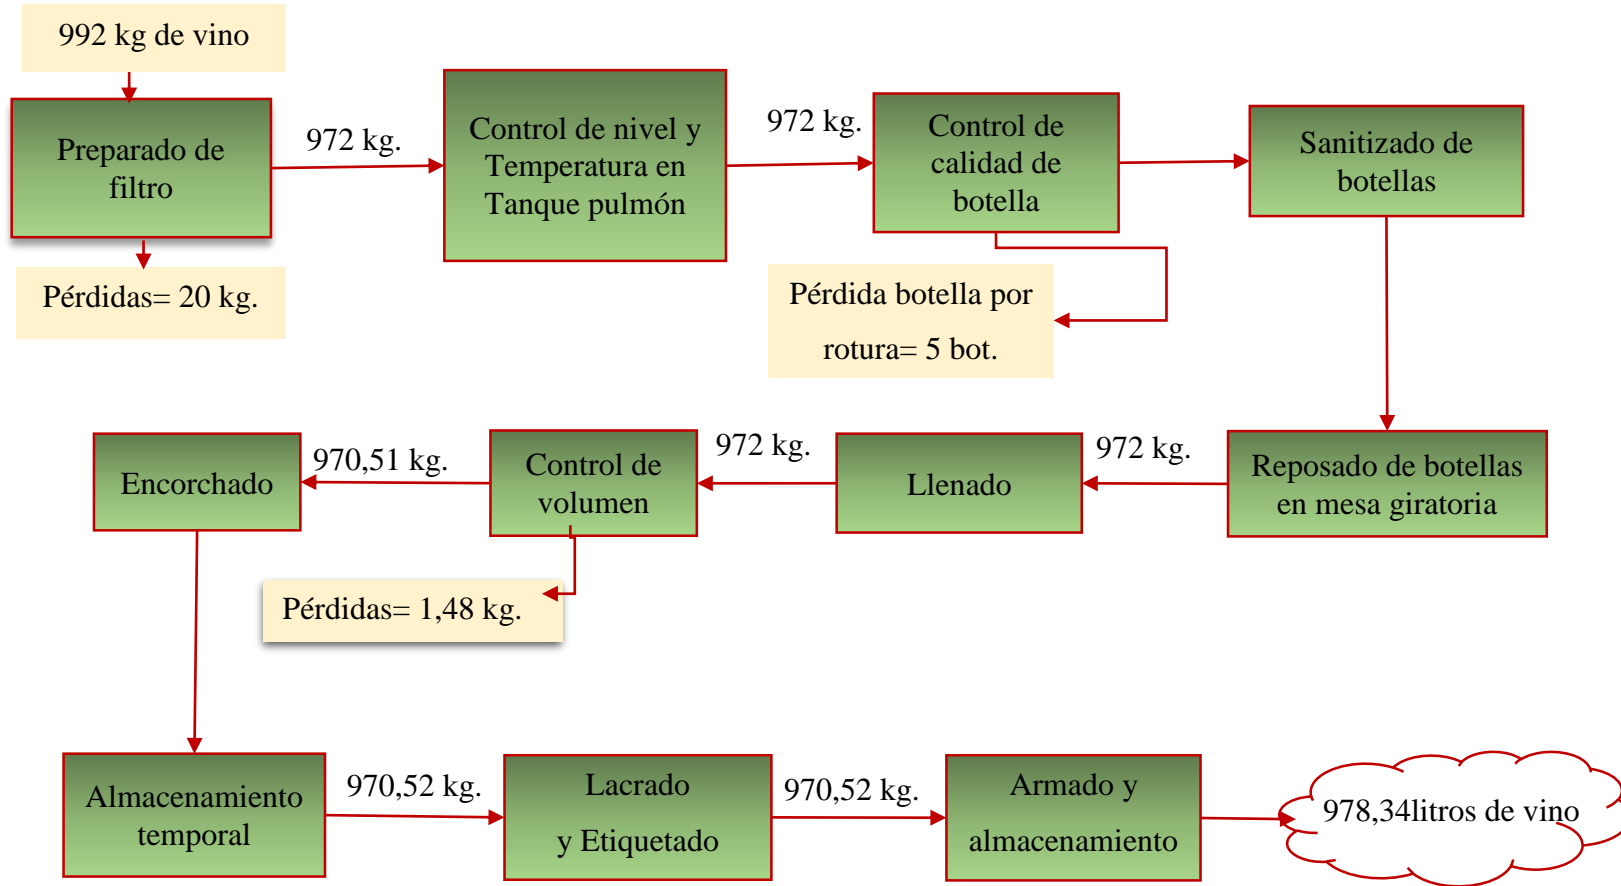 992 kg de vino
Preparado de
filtro
Pérdidas= 20 kg.
972 kg.
Control de nivel y
Temperatura en
Tanque pulmón
972 kg.
Control de
calidad de
botella
Pérdida botella por
rotura= 5 bot.
Sanitizado de
botellas
Reposado de botellas
en mesa giratoria
972 kg.
Llenado
972 kg.
Control de
volumen
Pérdidas= 1,48 kg.
970,51 kg.
Encorchado
Almacenamiento
temporal
970,52 kg.
Lacrado
y Etiquetado
970,52 kg.
Armado y
almacenamiento
978,34litros de vino